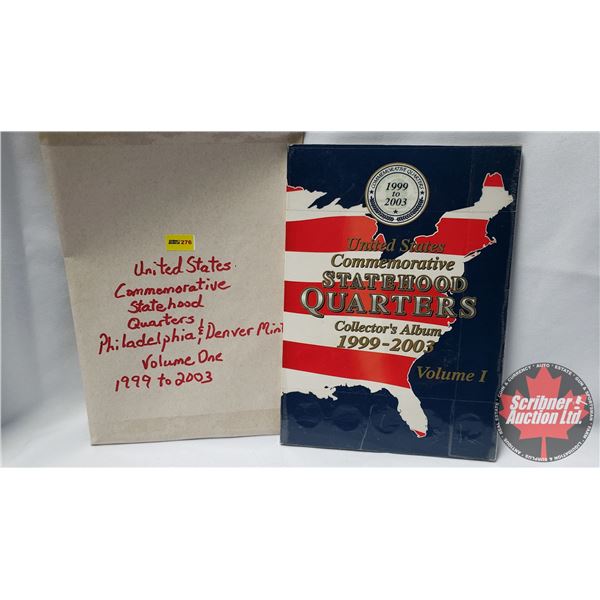 276
United States
Commemorative
Statehood
Quarters
Philadelphia & Denver Mint
Volume One
1999 to 2003
COMMEMORATIVE QUARTERS
1999
to
2003
United States
Commemorative
STATEHOOD
QUARTERS
Collector's Album
1999-2003
Volume I
Scribner
Auction Ltd.